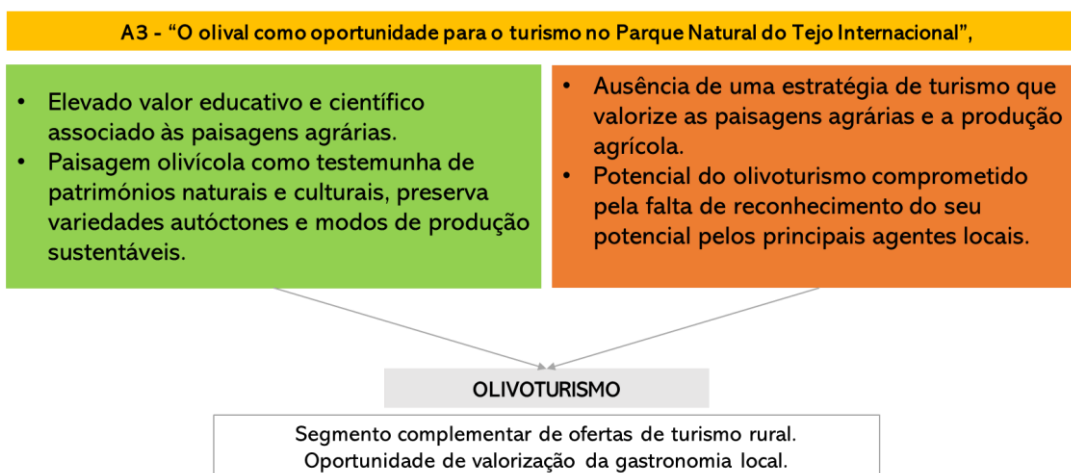 A3 - “O olival como oportunidade para o turismo no Parque Natural do Tejo Internacional”,
• Elevado valor educativo e científico
associado às paisagens agrárias.
• Paisagem olivícola como testemunha de
patrimónios naturais e culturais, preserva
variedades autóctones e modos de produção
sustentáveis.
• Ausência de uma estratégia de turismo que
valorize as paisagens agrárias e a produção
agrícola.
• Potencial do olivoturismo comprometido
pela falta de reconhecimento do seu
potencial pelos principais agentes locais.
OLIVOTURISMO
Segmento complementar de ofertas de turismo rural.
Oportunidade de valorização da gastronomia local.